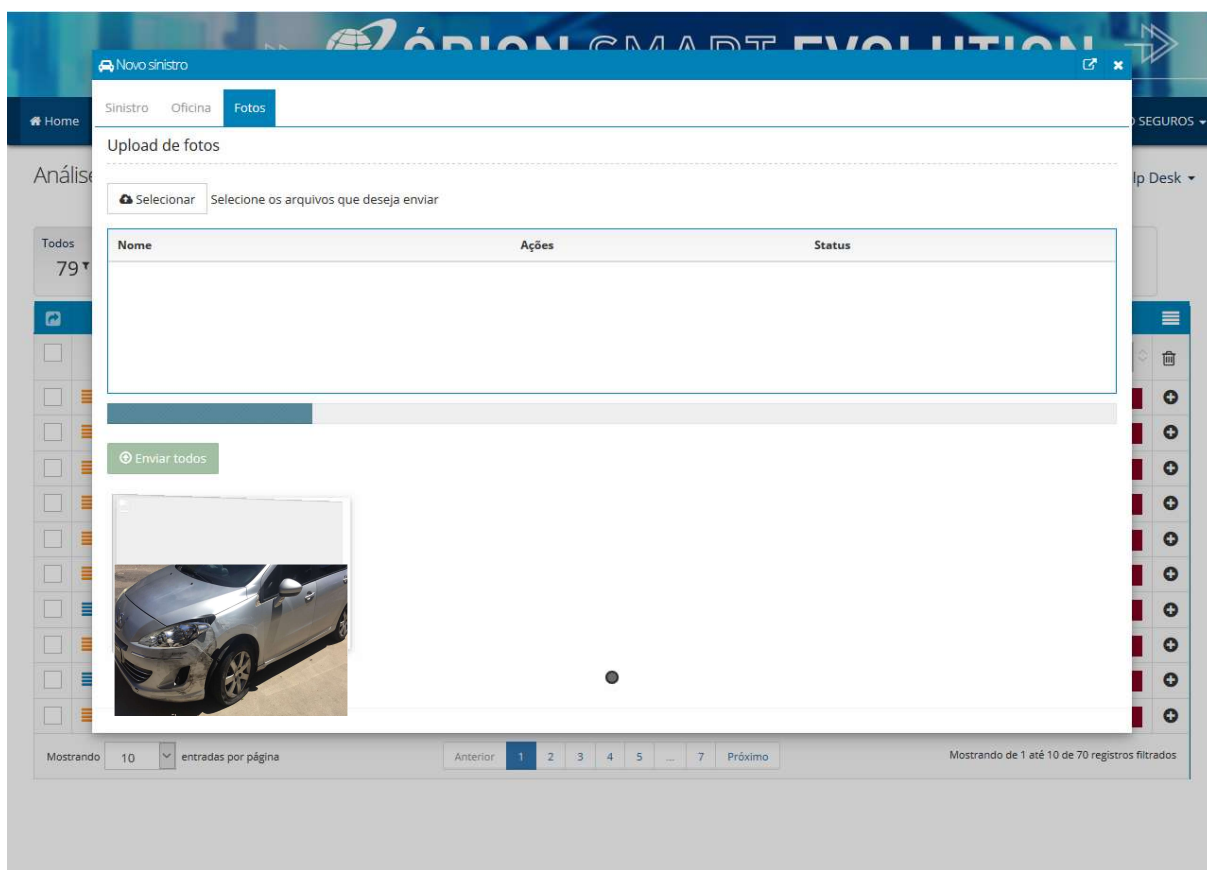 ÓRION SMART EVOLUTION
Novo sinistro
Home
SEGUROS
Sinistro Oficina Fotos
Upload de fotos
lp Desk
Selecionar Selecione os arquivos que deseja enviar
Todos
79
Nome Ações Status
Enviar todos
Mostrando 10 entradas por página
Anterior 1 2 3 4 5 ... 7 Próximo
Mostrando de 1 até 10 de 70 registros filtrados